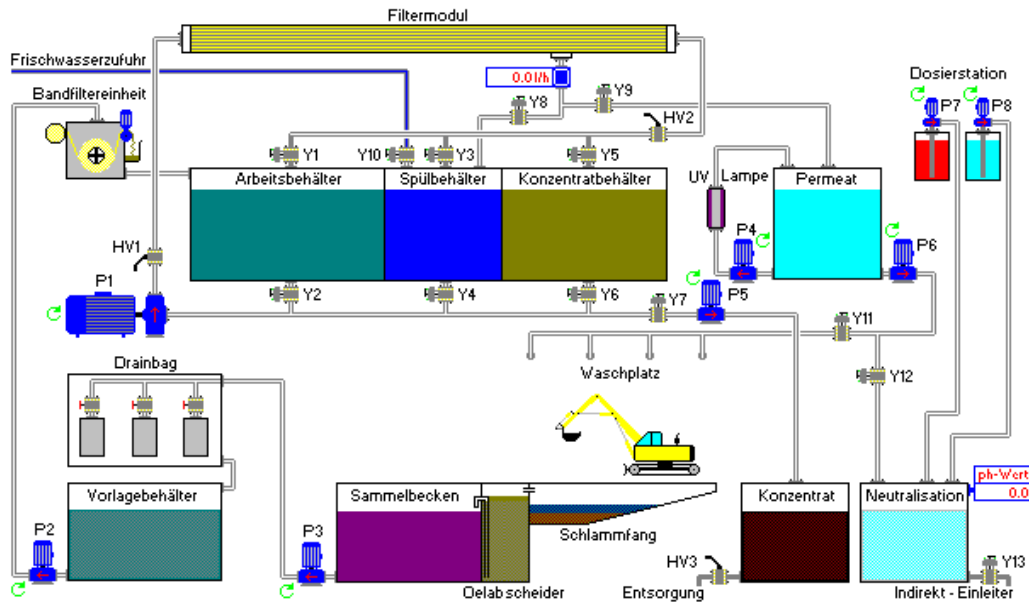 Filtermodul
Frischwasserzufuhr
0.0 l/h
Dosierstation
Bandfiltereinheit
Y8
Y9
P7
P8
HV2
Y1
Y10
Y3
Y5
Arbeitsbehälter
Spülbehälter
Konzentratbehälter
UV
Lampe
Permeat
HV1
P4
P6
P1
Y2
Y4
Y6
Y7
P5
Y11
Drainbag
Waschplatz
Y12
Vorlagebehälter
Sammelbecken
Konzentrat
Neutralisation
ph-Wert
0.0
P2
P3
Schlammfang
HV3
Y13
Oelabscheider
Entsorgung
Indirekt - Einleiter